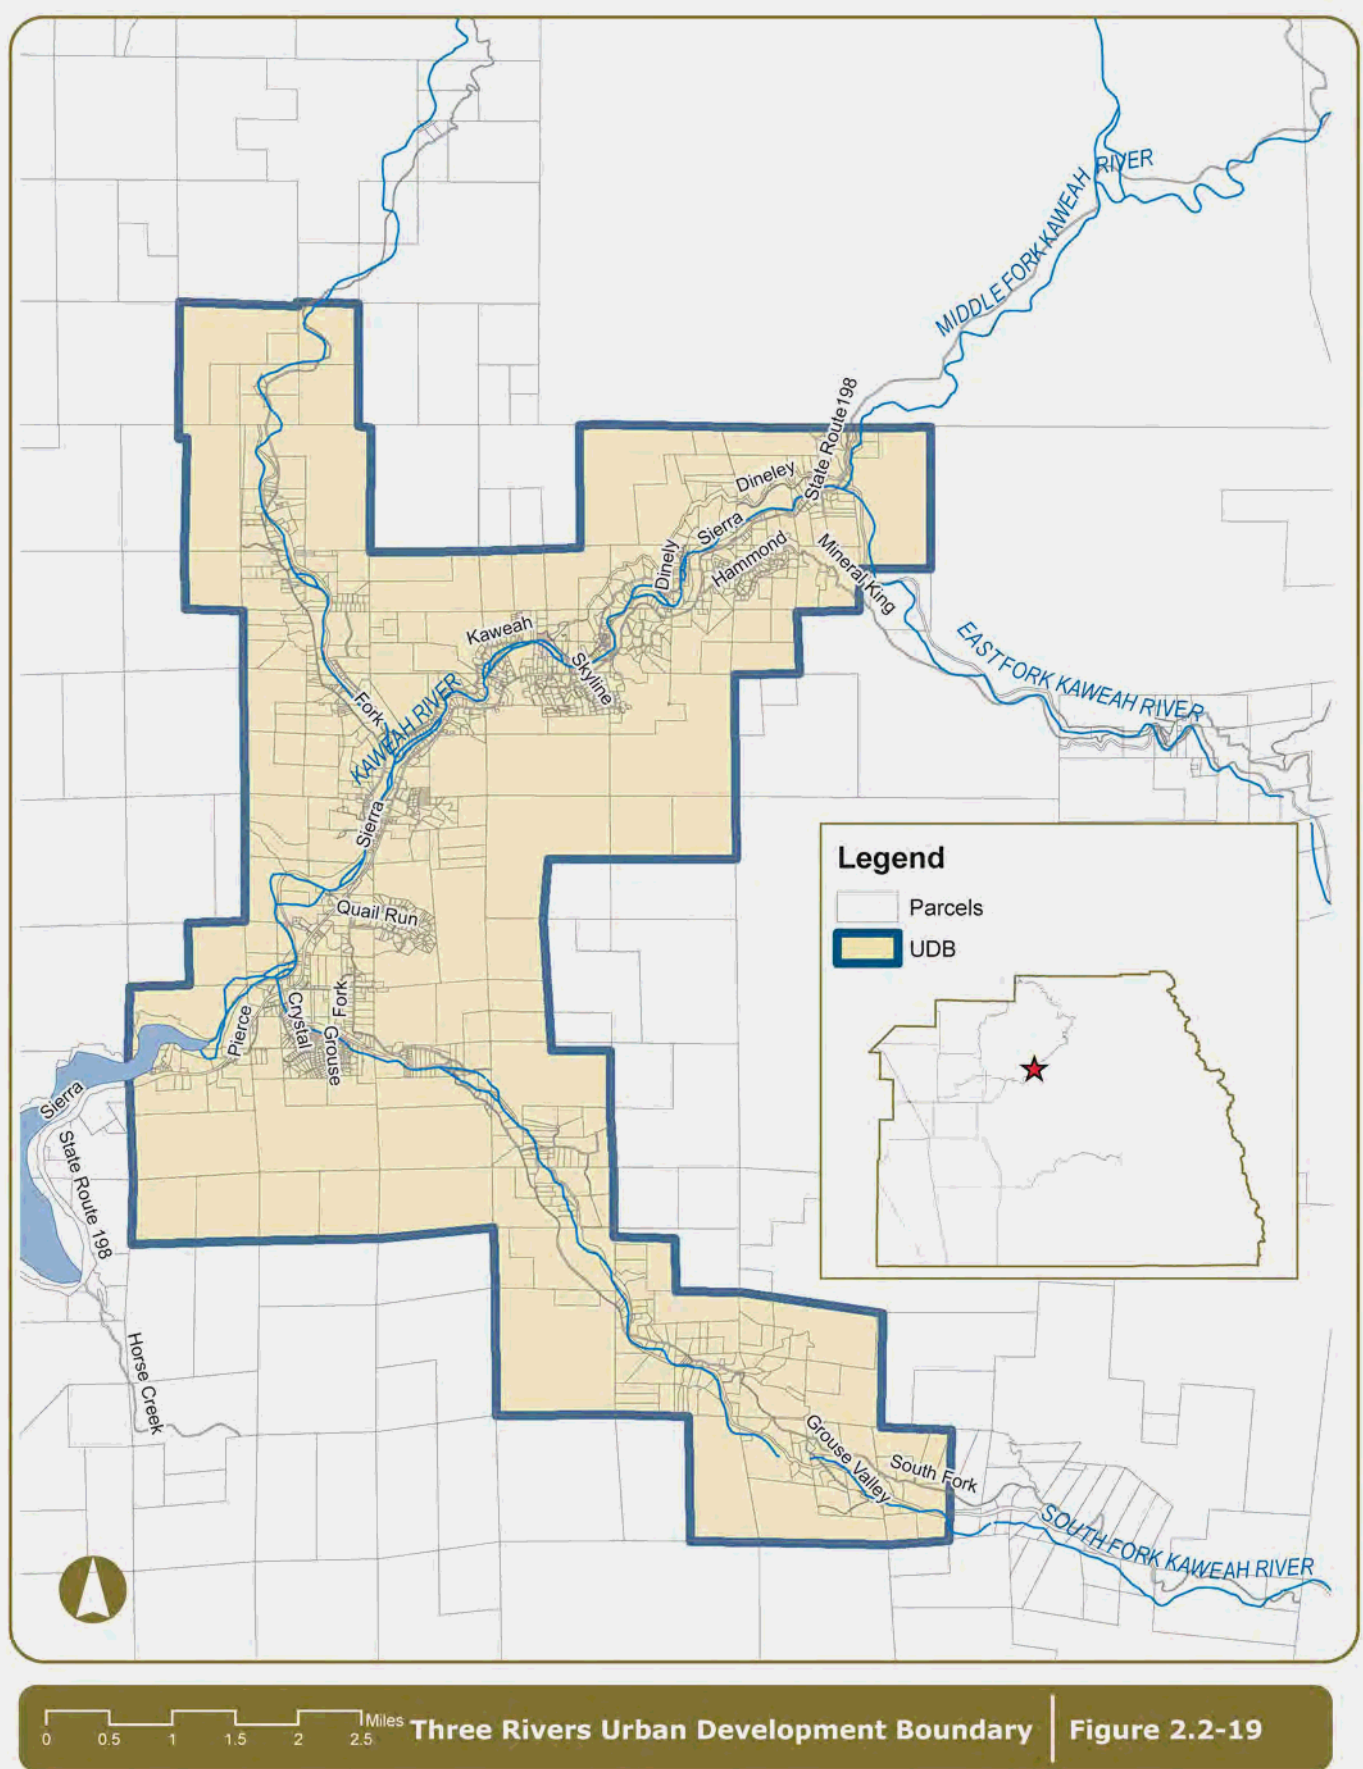 MIDDLE FORK KAWEAH RIVER
State Route 198
Dineley
Sierra
Dinely
Hammond
Mineral King
Kaweah
Skyline
EAST FORK KAWEAH RIVER
Fork
KAWEAH RIVER
Sierra
Quail Run
Fork
Crystal
Grouse
Pierce
Sierra
State Route 198
Horse Creek
Grouse Valley
South Fork
SOUTH FORK KAWEAH RIVER
Legend
Parcels
UDB
Miles
0 0.5 1 1.5 2 2.5
Three Rivers Urban Development Boundary
Figure 2.2-19